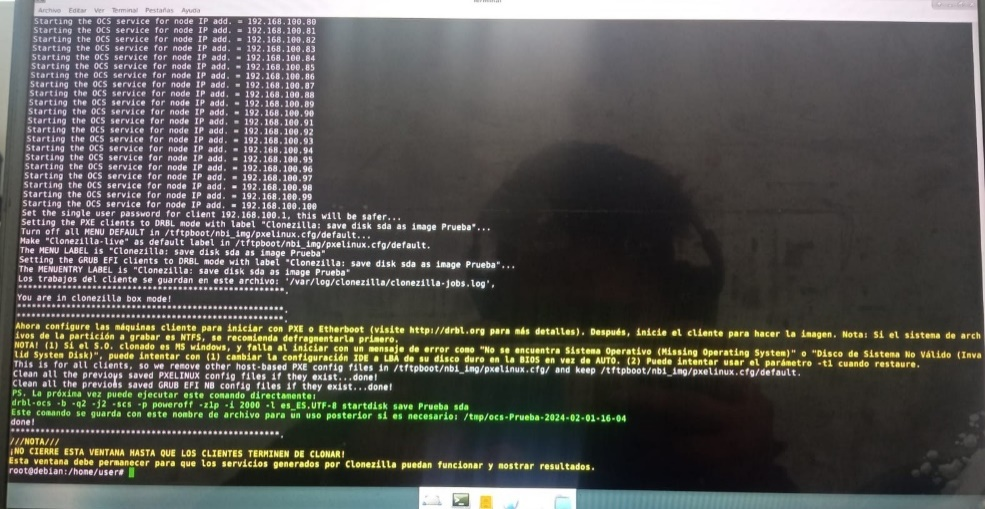 Archivo Editar Ver Terminal Pestañas Ayuda
Starting the OCS service for node IP add. = 192.168.100.80
Starting the OCS service for node IP add. = 192.168.100.81
Starting the OCS service for node IP add. = 192.168.100.82
Starting the OCS service for node IP add. = 192.168.100.83
Starting the OCS service for node IP add. = 192.168.100.84
Starting the OCS service for node IP add. = 192.168.100.85
Starting the OCS service for node IP add. = 192.168.100.86
Starting the OCS service for node IP add. = 192.168.100.87
Starting the OCS service for node IP add. = 192.168.100.88
Starting the OCS service for node IP add. = 192.168.100.89
Starting the OCS service for node IP add. = 192.168.100.90
Starting the OCS service for node IP add. = 192.168.100.91
Starting the OCS service for node IP add. = 192.168.100.92
Starting the OCS service for node IP add. = 192.168.100.93
Starting the OCS service for node IP add. = 192.168.100.94
Starting the OCS service for node IP add. = 192.168.100.95
Starting the OCS service for node IP add. = 192.168.100.96
Starting the OCS service for node IP add. = 192.168.100.97
Starting the OCS service for node IP add. = 192.168.100.98
Starting the OCS service for node IP add. = 192.168.100.99
Starting the OCS service for node IP add. = 192.168.100.100
Set the single user password for client 192.168.100.1, this will be safer...
Setting the PXE clients to DRBL mode with label "Clonezilla: save disk sda as image Prueba"...
Turn off all MENU DEFAULT in /tftpboot/nbi_img/pxelinux.cfg/default...
Make "Clonezilla-live" as default label in /tftpboot/nbi_img/pxelinux.cfg/default.
The MENU LABEL is "Clonezilla: save disk sda as image Prueba"
Setting the GRUB EFI clients to DRBL mode with label "Clonezilla: save disk sda as image Prueba"...
The MENUENTRY LABEL is "Clonezilla: save disk sda as image Prueba"
Los trabajos del cliente se guardan en este archivo: '/var/log/clonezilla/clonezilla-jobs.log',
*****************************************************.
You are in clonezilla box mode!
*****************************************************.
*****************************************************.
Ahora configure las máquinas cliente para iniciar con PXE o Etherboot (visite http://drbl.org para más detalles). Después, inicie el cliente para hacer la imagen. Nota: Si el sistema de arch
ivos de la partición a grabar es NTFS, se recomienda defragmentarla primero.
NOTA! (1) Si el S.O. clonado es MS windows, y falla al iniciar con un mensaje de error como "No se encuentra Sistema Operativo (Missing Operating System)" o "Disco de Sistema No Válido (Inva
lid System Disk)", puede intentar con (1) cambiar la configuración IDE a LBA de su disco duro en la BIOS en vez de AUTO. (2) Puede intentar usar el parámetro -t1 cuando restaure.
This is for all clients, so we remove other host-based PXE config files in /tftpboot/nbi_img/pxelinux.cfg/ and keep /tftpboot/nbi_img/pxelinux.cfg/default.
Clean all the previous saved PXELINUX config files if they exist...done!
Clean all the previous saved GRUB EFI NB config files if they exist...done!
PS. La próxima vez puede ejecutar este comando directamente:
drbl-ocs -b -q2 -j2 -scs -p poweroff -z1p -i 2000 -l es_ES.UTF-8 startdisk save Prueba sda
Este comando se guarda con este nombre de archivo para un uso posterior si es necesario: /tmp/ocs-Prueba-2024-02-01-16-04
done!
*****************************************************.
///NOTA///
¡NO CIERRE ESTA VENTANA HASTA QUE LOS CLIENTES TERMINEN DE CLONAR!
Esta ventana debe permanecer para que los servicios generados por Clonezilla puedan funcionar y mostrar resultados.
root@debian:/home/user#